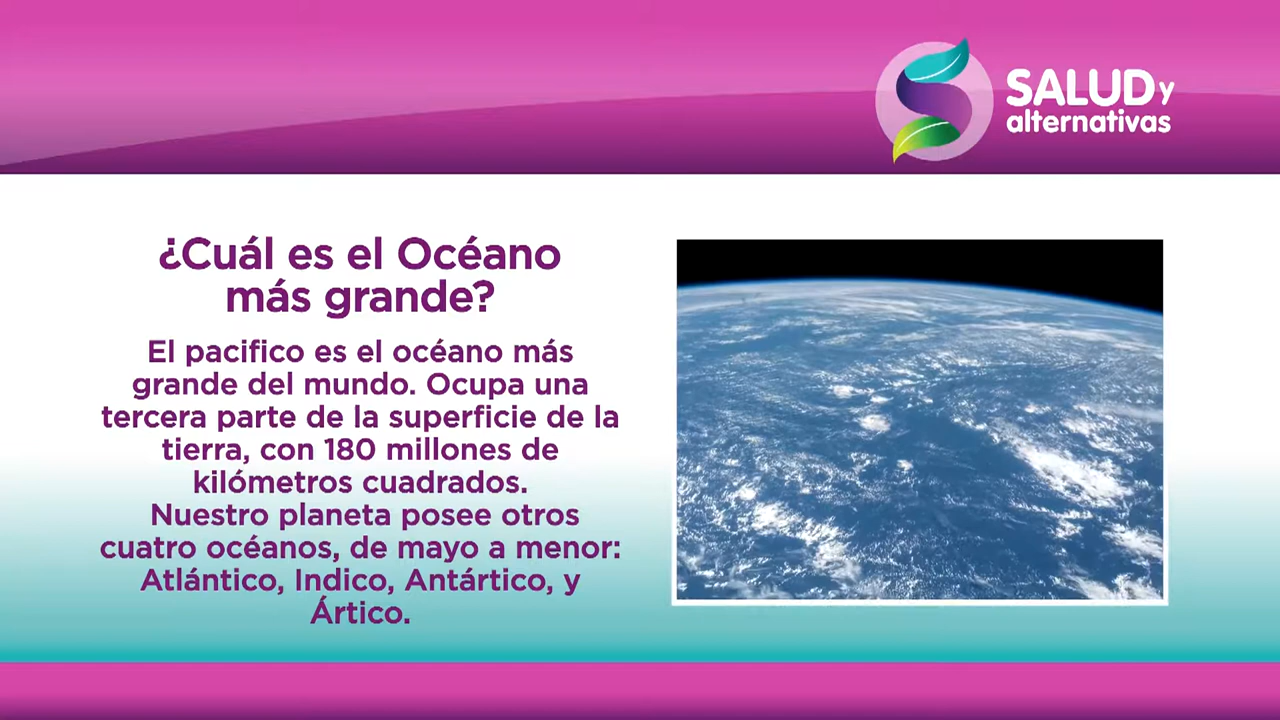 SALUD y
alternativas
¿Cuál es el Océano
más grande?
El pacifico es el océano más
grande del mundo. Ocupa una
tercera parte de la superficie de la
tierra, con 180 millones de
kilómetros cuadrados.
Nuestro planeta posee otros
cuatro océanos, de mayo a menor:
Atlántico, Indico, Antártico, y
Ártico.